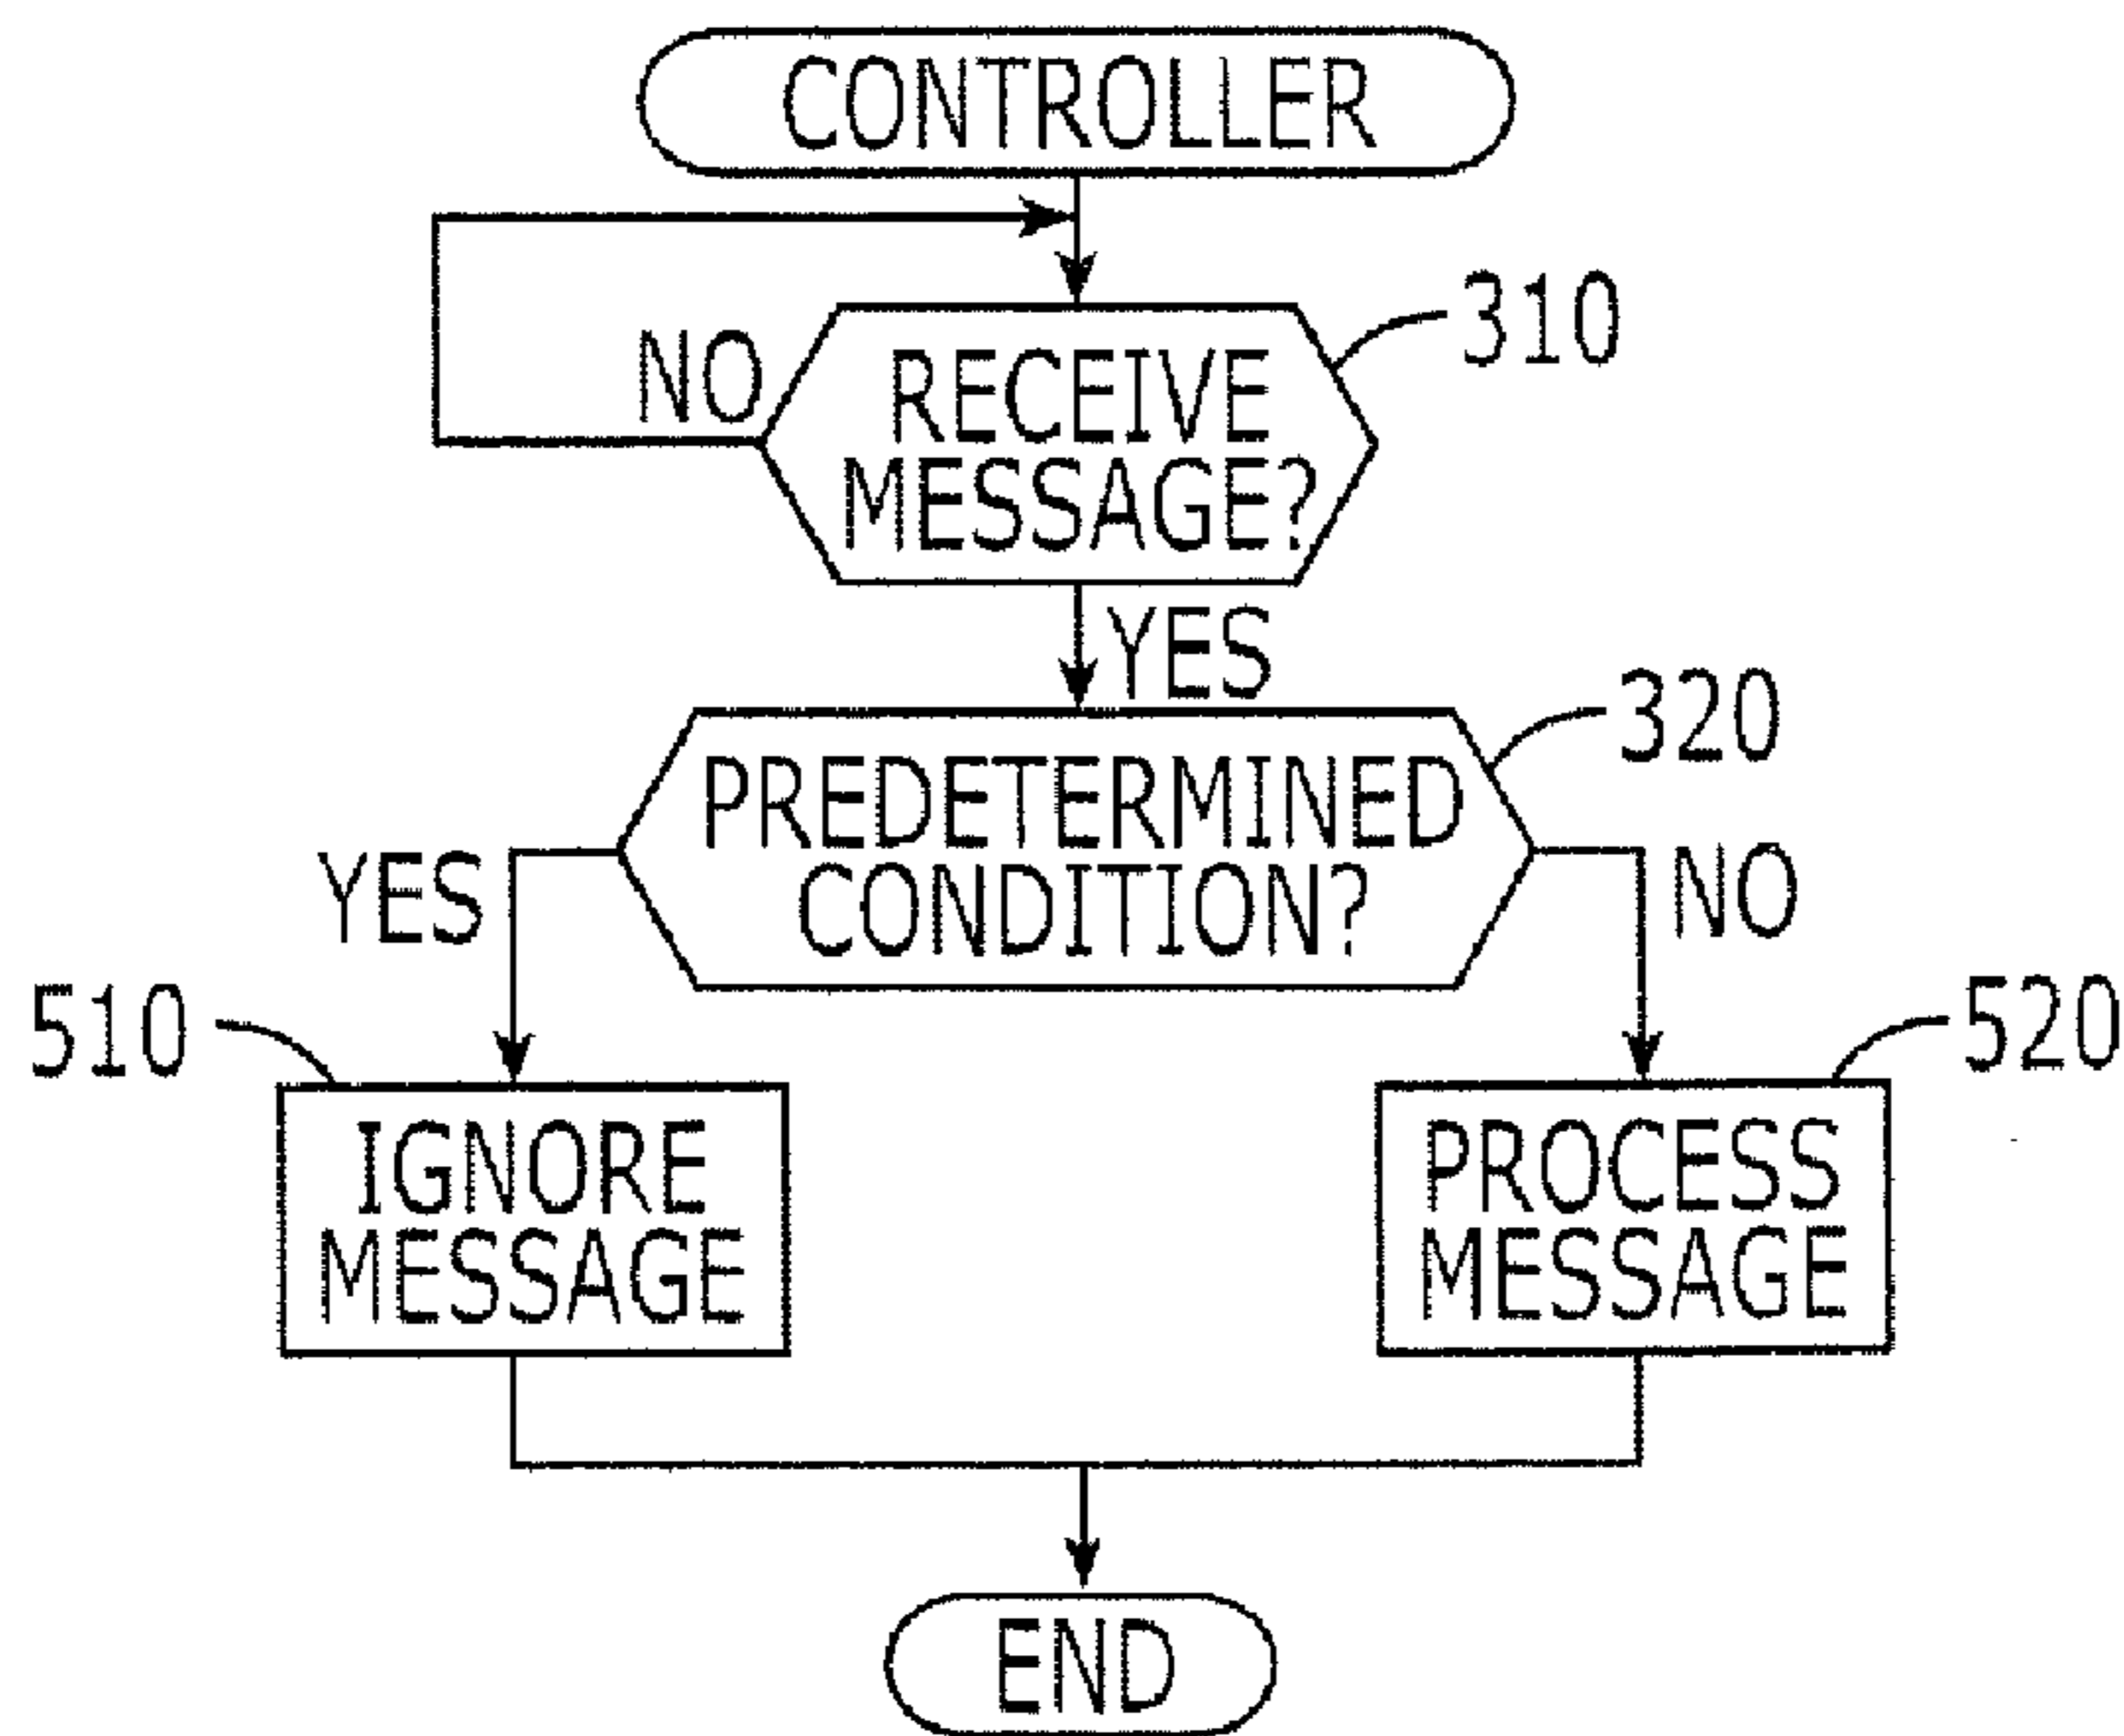 CONTROLLER
310
NO
RECEIVE
MESSAGE?
YES
320
PREDETERMINED
CONDITION?
YES
NO
510
520
IGNORE
MESSAGE
PROCESS
MESSAGE
END